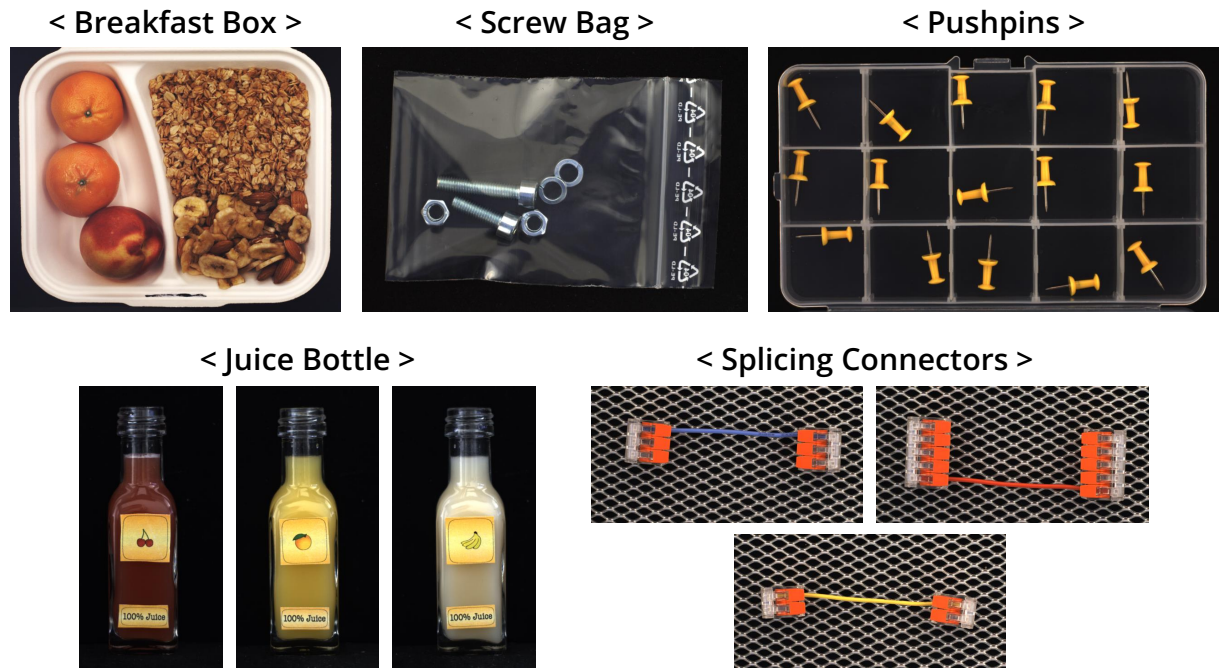 < Breakfast Box >
< Screw Bag >
< Pushpins >
< Juice Bottle >
< Splicing Connectors >
100% Juice
100% Juice
100% Juice